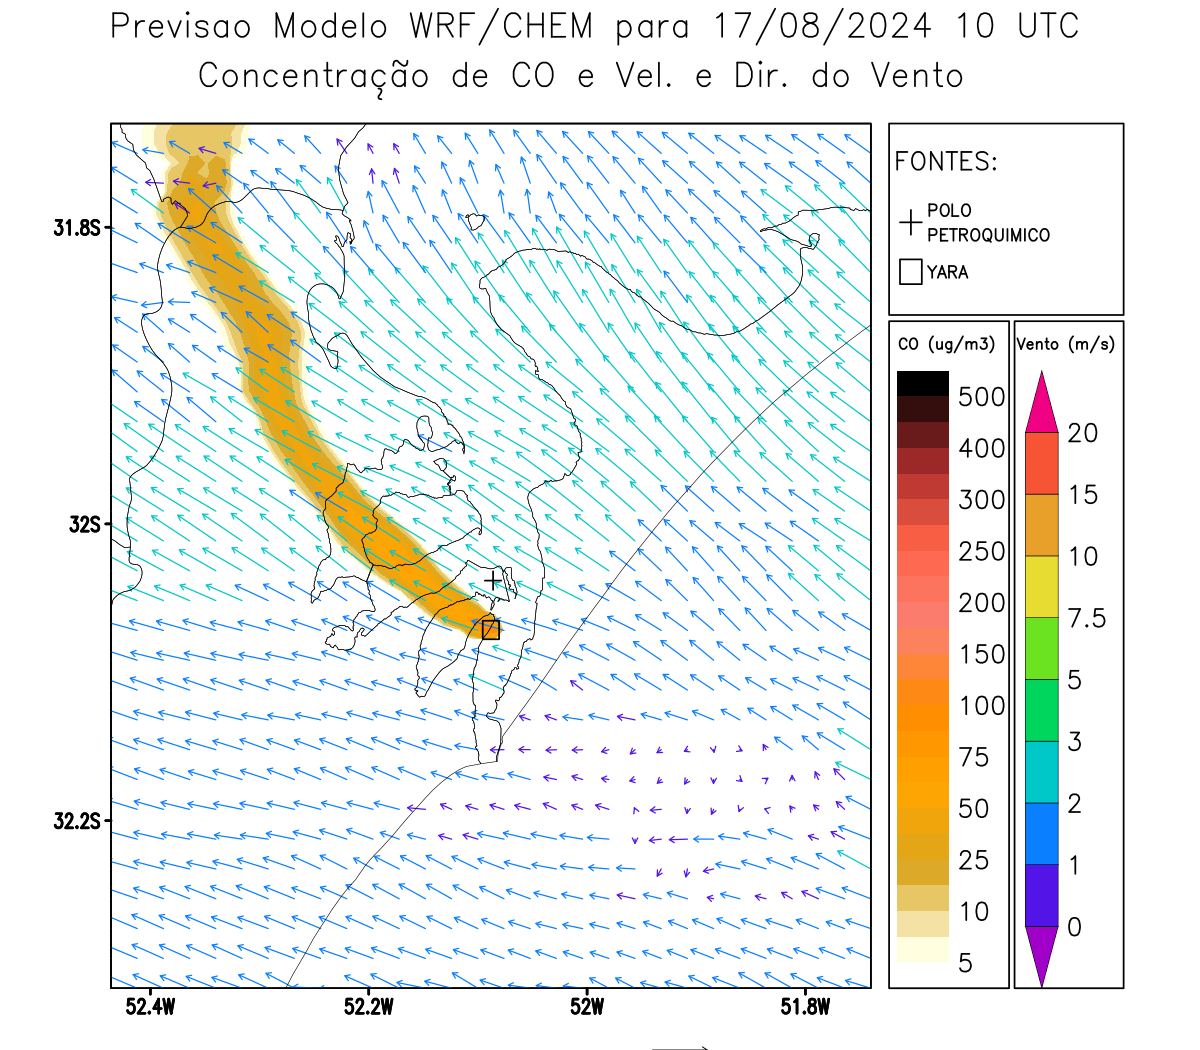 Previsao Modelo WRF/CHEM para 17/08/2024 10 UTC
Concentração de CO e Vel. e Dir. do Vento
FONTES:
POLO
PETROQUIMICO
YARA
CO (ug/m3)
500
400
300
250
200
150
100
75
50
25
10
5
Vento (m/s)
20
15
10
7.5
5
3
2
1
0
31.8S
32S
32.2S
52.4W
52.2W
52W
51.8W